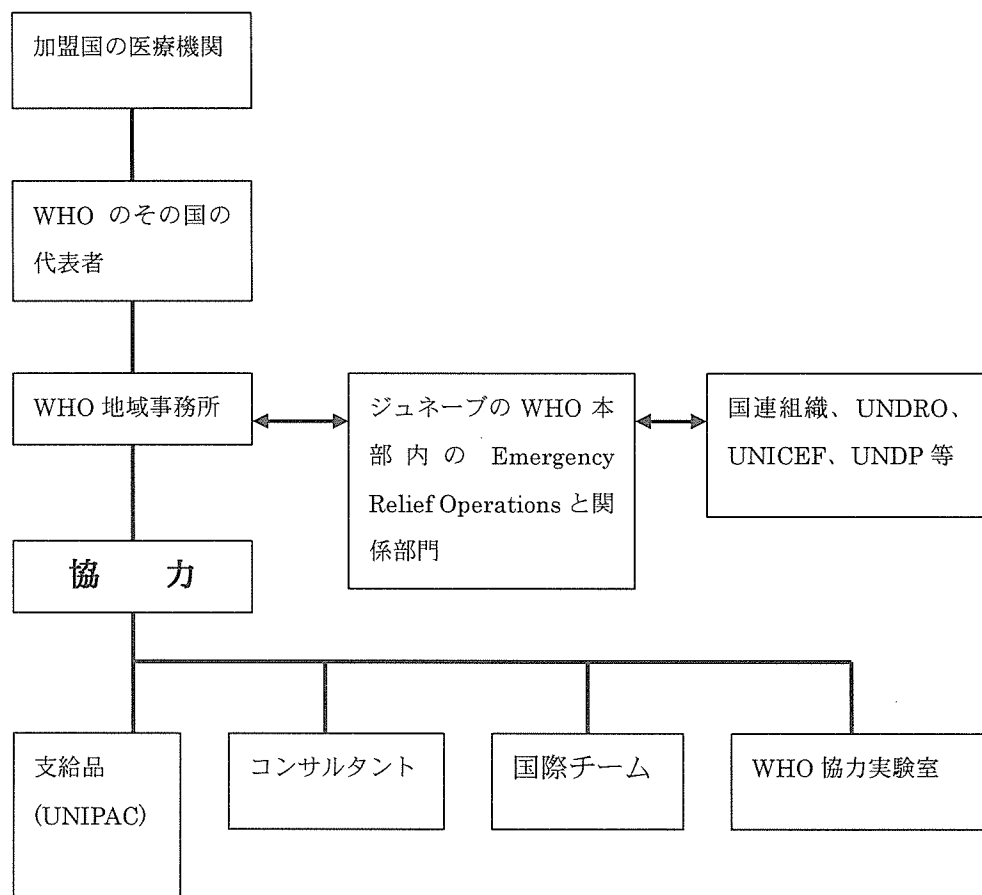 加盟国の医療機関
WHO のその国の
代表者
WHO 地域事務所
ジュネーブの WHO 本
部内の Emergency
Relief Operations と関
係部門
国連組織、UNDRO、
UNICEF、UNDP 等
協 力
支給品
(UNIPAC)
コンサルタント
国際チーム
WHO 協力実験室